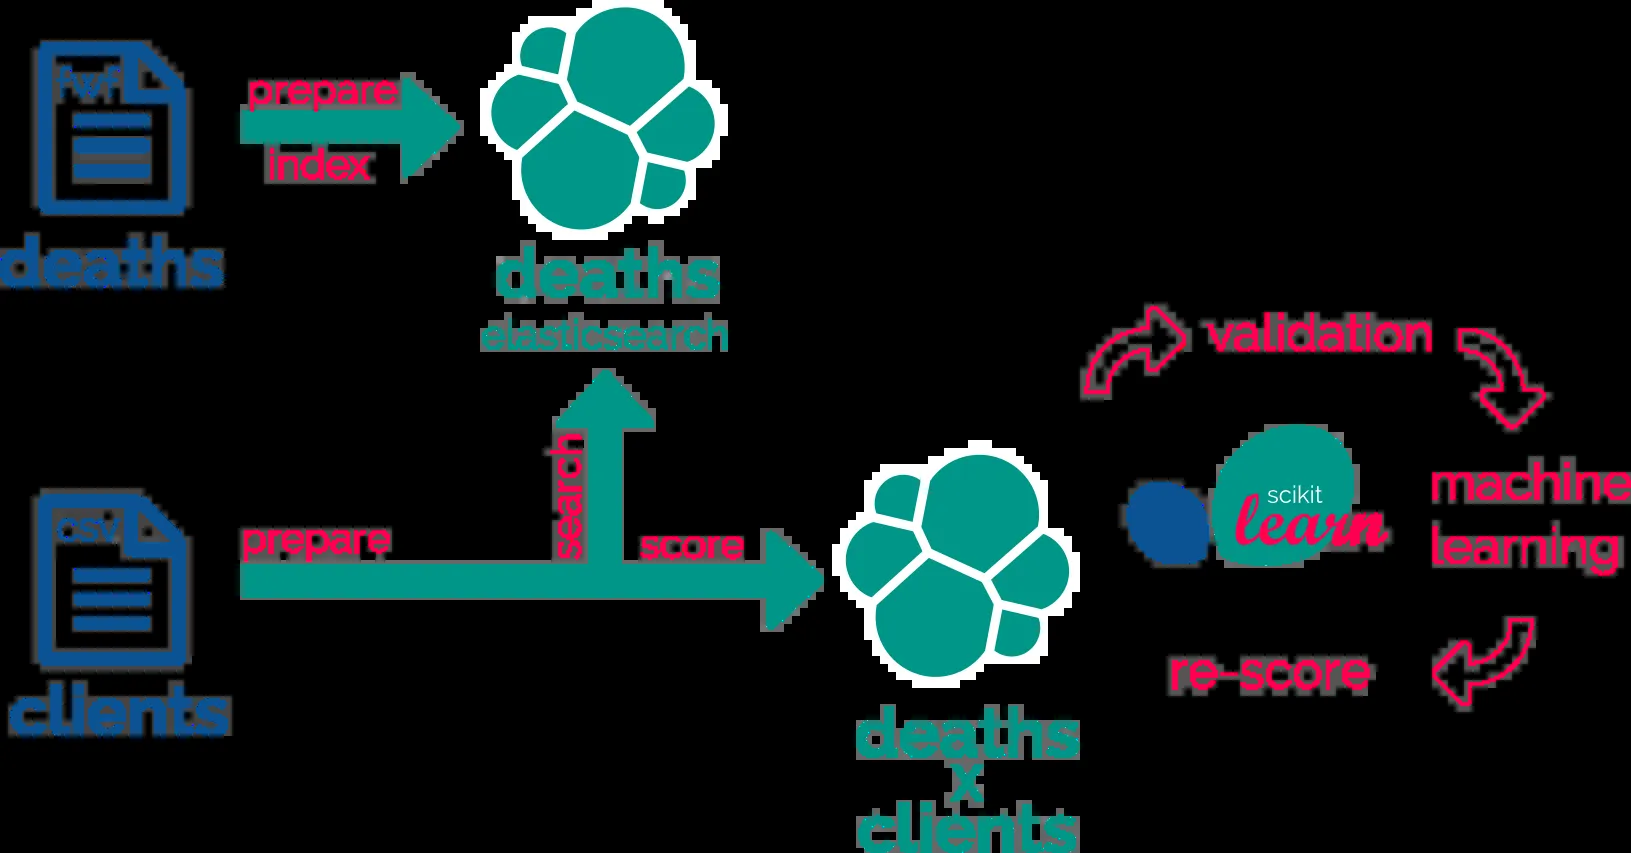 fwf
deaths
prepare
index
deaths
elasticsearch
csv
clients
prepare
search
score
deaths
x
clients
validation
scikit
learn
machine
learning
re-score